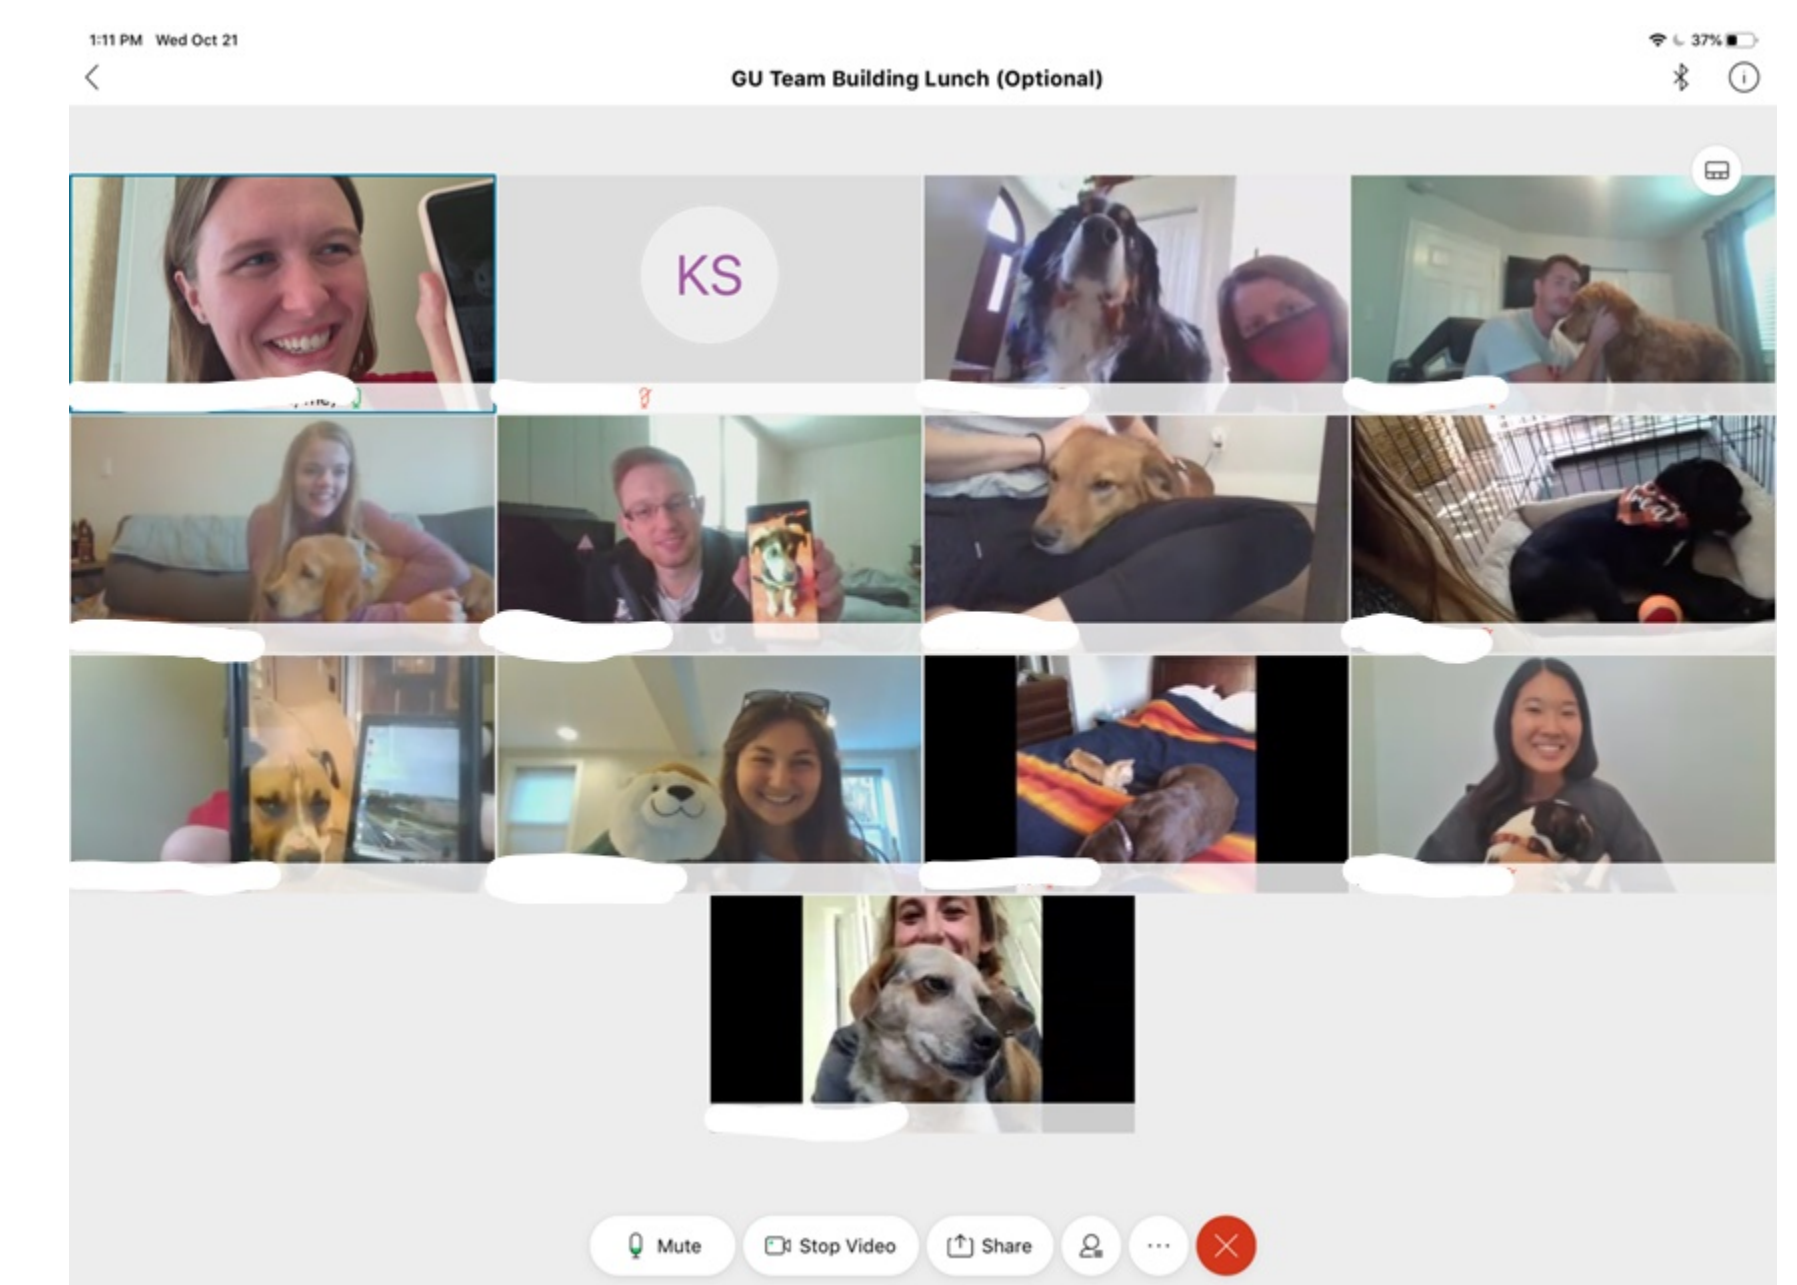 1:11 PM Wed Oct 21
37%
GU Team Building Lunch (Optional)
KS
Mute
Stop Video
Share